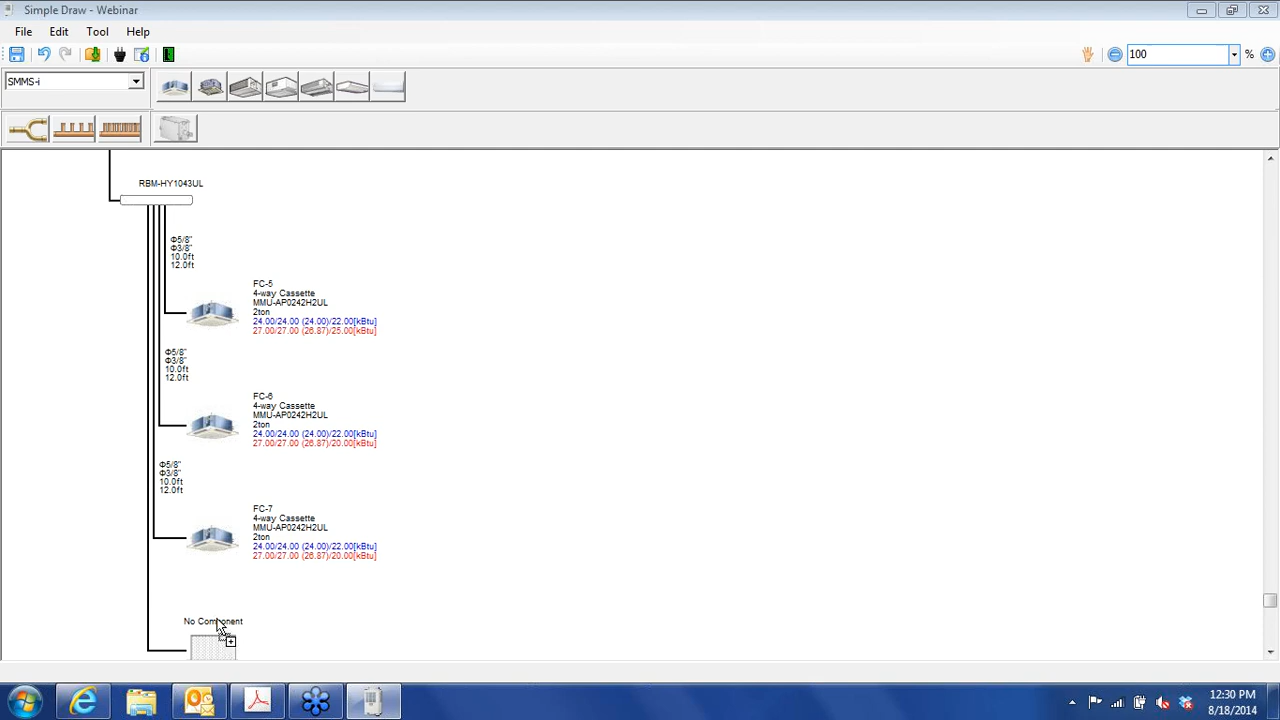 Simple Draw - Webinar
File Edit Tool Help
100 %
SMMS-i
RBM-HY1043UL
Φ5/8"
Φ3/8"
10.0ft
12.0ft
FC-5
4-way Cassette
MMU-AP0242H2UL
2ton
24.00/24.00 (24.00)/22.00[kBtu]
27.00/27.00 (26.87)/25.00[kBtu]
Φ5/8"
Φ3/8"
10.0ft
12.0ft
FC-6
4-way Cassette
MMU-AP0242H2UL
2ton
24.00/24.00 (24.00)/22.00[kBtu]
27.00/27.00 (26.87)/20.00[kBtu]
Φ5/8"
Φ3/8"
10.0ft
12.0ft
FC-7
4-way Cassette
MMU-AP0242H2UL
2ton
24.00/24.00 (24.00)/22.00[kBtu]
27.00/27.00 (26.87)/20.00[kBtu]
No Component
12:30 PM
8/18/2014